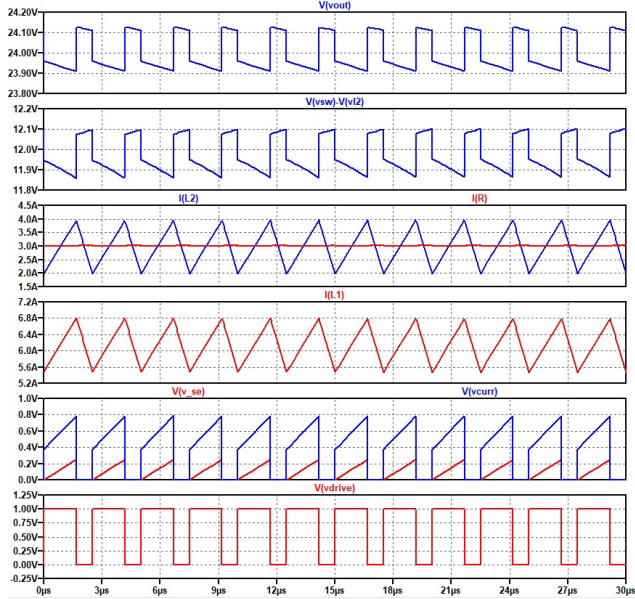 V(vout)
24.20V
24.10V
24.00V
23.90V
23.80V
V(vsw)-V(vl2)
12.2V
12.1V
12.0V
11.9V
11.8V
I(L2) I(R)
4.5A
4.0A
3.5A
3.0A
2.5A
2.0A
1.5A
I(L1)
7.2A
6.8A
6.4A
6.0A
5.6A
5.2A
V(v_se) V(vcurr)
1.0V
0.8V
0.6V
0.4V
0.2V
0.0V
V(vdrive)
1.25V
1.00V
0.75V
0.50V
0.25V
0.00V
-0.25V
0µs 3µs 6µs 9µs 12µs 15µs 18µs 21µs 24µs 27µs 30µs